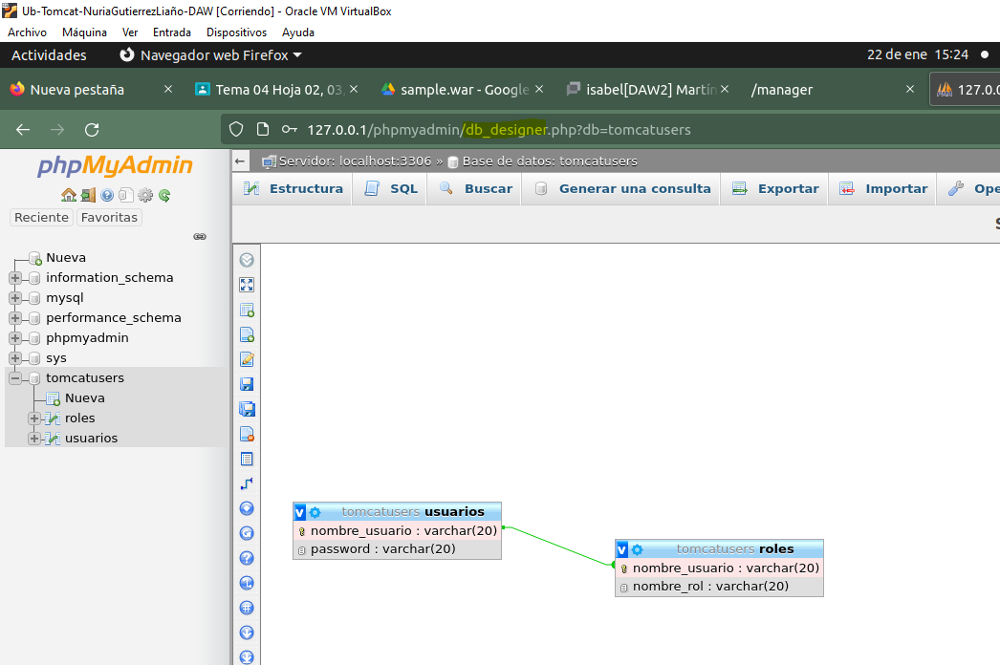 Ub-Tomcat-NuriaGutierrezLiaño-DAW [Corriendo] - Oracle VM VirtualBox
Archivo Máquina Ver Entrada Dispositivos Ayuda
Actividades Navegador web Firefox 22 de ene 15:24
Nueva pestaña Tema 04 Hoja 02, 03, sample.war - Google isabel[DAW2] Martín /manager 127.0.0
127.0.0.1/phpmyadmin/db_designer.php?db=tomcatusers
phpMyAdmin
Servidor: localhost:3306 » Base de datos: tomcatusers
Estructura SQL Buscar Generar una consulta Exportar Importar Ope
Reciente Favoritas
S
Nueva
information_schema
mysql
performance_schema
phpmyadmin
sys
tomcatusers
Nueva
roles
usuarios
v tomcatusers usuarios
nombre_usuario : varchar(20)
password : varchar(20)
v tomcatusers roles
nombre_usuario : varchar(20)
nombre_rol : varchar(20)